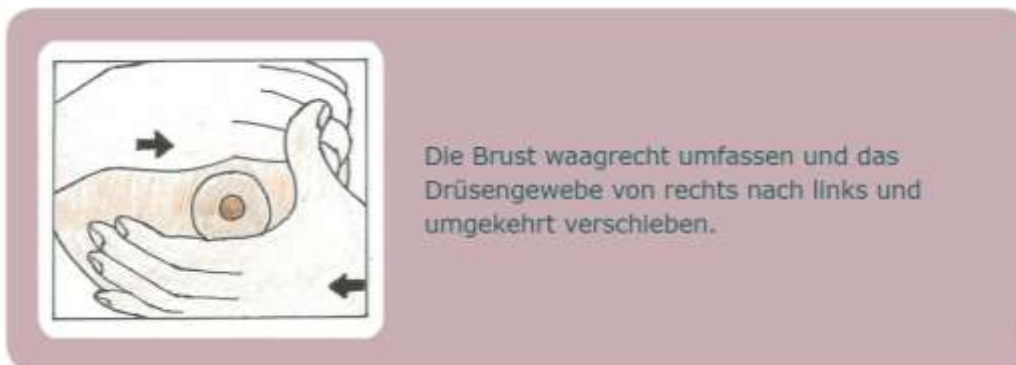 Die Brust waagrecht umfassen und das
Drüsengewebe von rechts nach links und
umgekehrt verschieben.